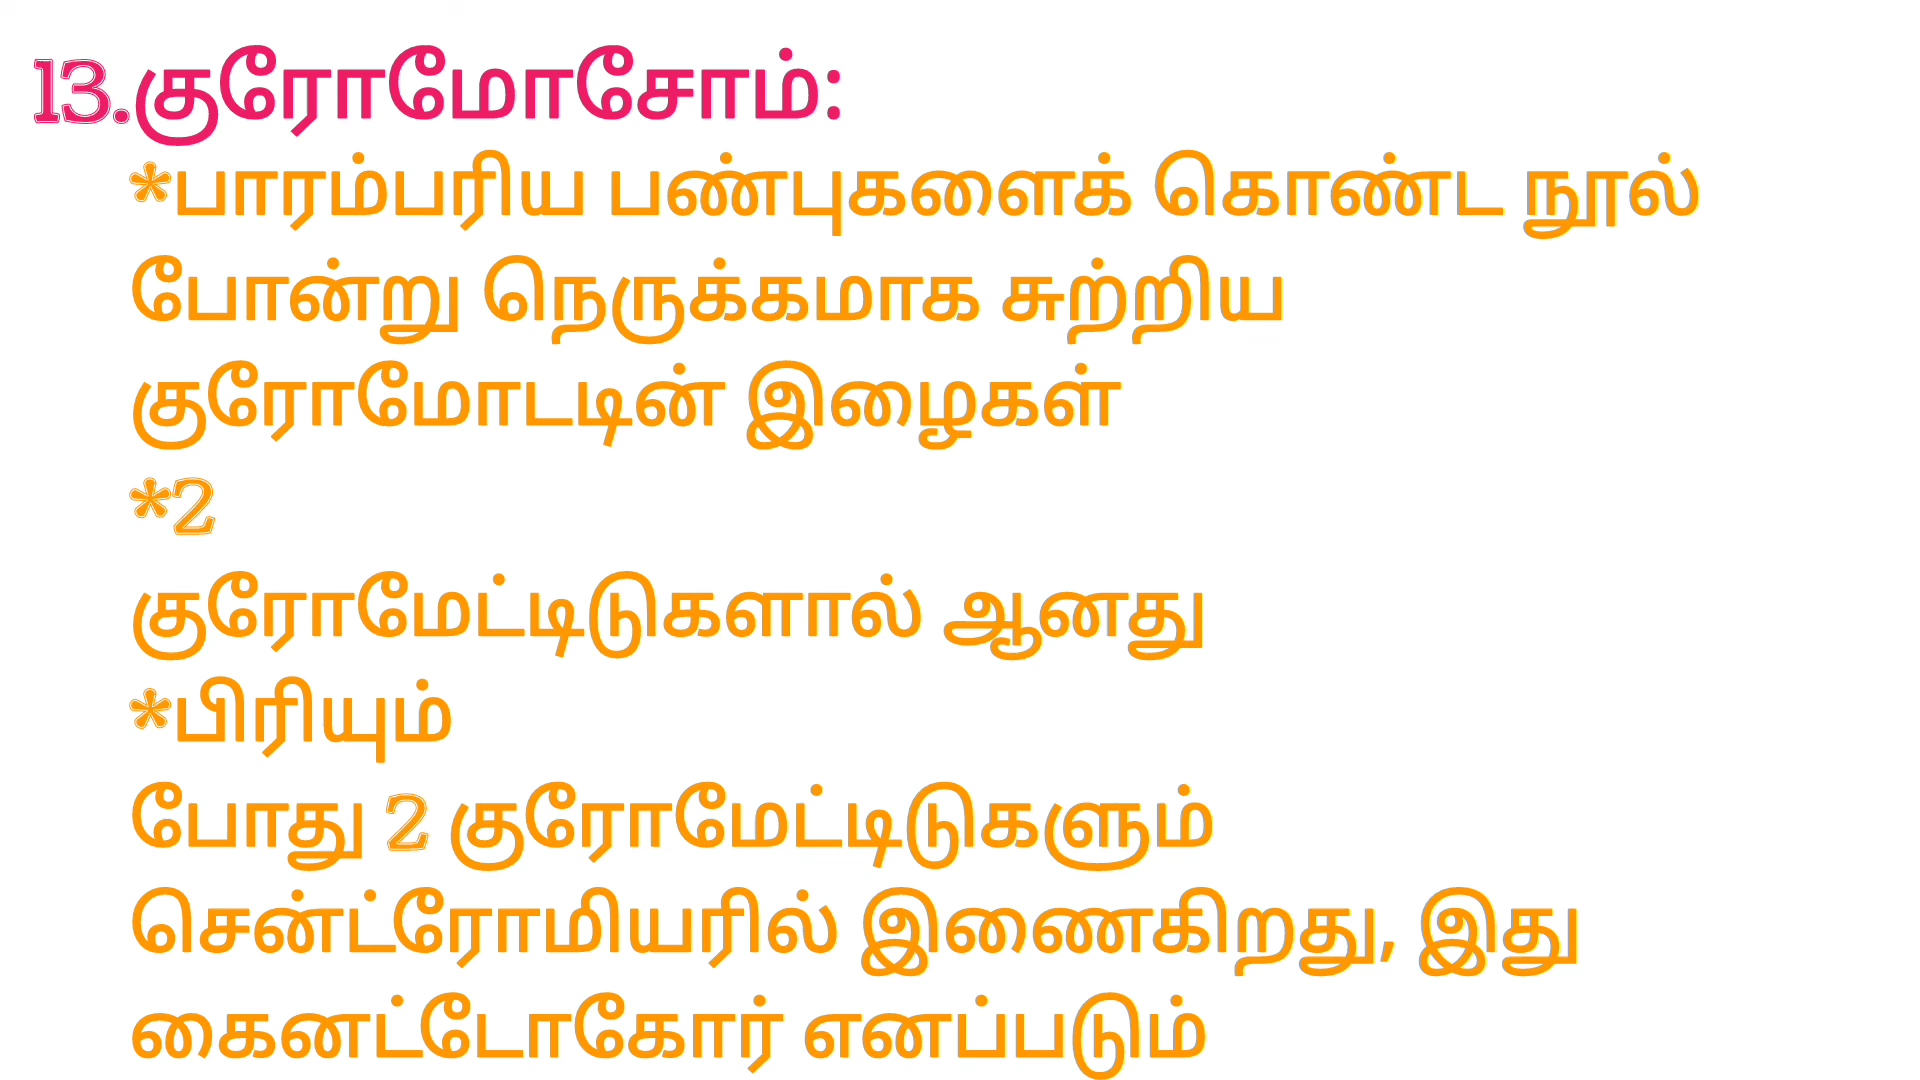 13.குரோமோசோம்:
*பாரம்பரிய பண்புகளைக் கொண்ட நூல்
போன்று நெருக்கமாக சுற்றிய
குரோமோடடின் இழைகள்
*2
குரோமேட்டிடுகளால் ஆனது
*பிரியும்
போது 2 குரோமேட்டிடுகளும்
சென்ட்ரோமியரில் இணைகிறது, இது
கைனட்டோகோர் எனப்படும்